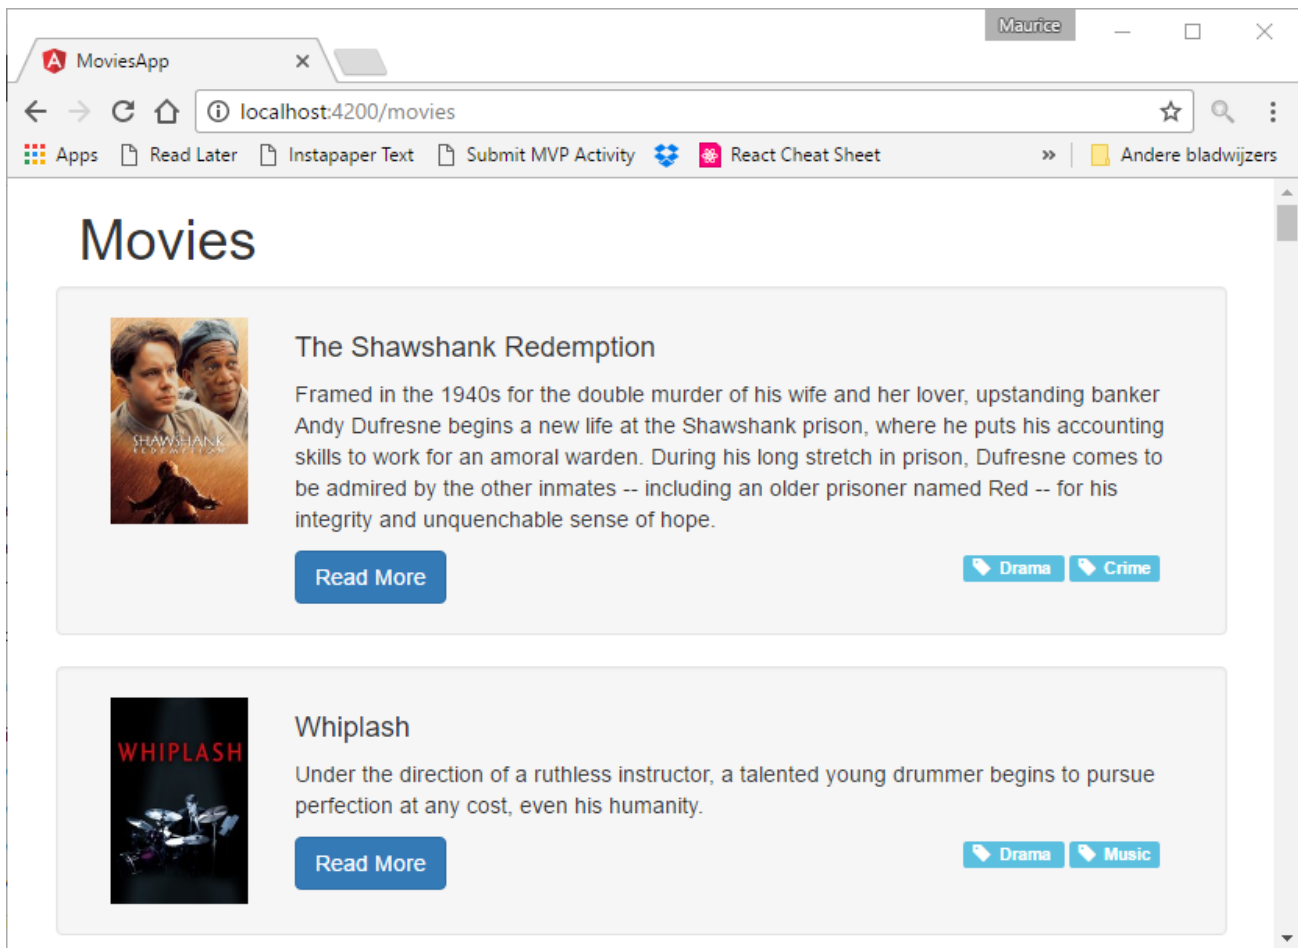 Maurice
MoviesApp
localhost:4200/movies
Apps Read Later Instapaper Text Submit MVP Activity React Cheat Sheet » Andere bladwijzers
Movies
The Shawshank Redemption
Framed in the 1940s for the double murder of his wife and her lover, upstanding banker
Andy Dufresne begins a new life at the Shawshank prison, where he puts his accounting
skills to work for an amoral warden. During his long stretch in prison, Dufresne comes to
be admired by the other inmates -- including an older prisoner named Red -- for his
integrity and unquenchable sense of hope.
SHAWSHANK
REDEMPTION
Read More
Drama Crime
WHIPLASH
Whiplash
Under the direction of a ruthless instructor, a talented young drummer begins to pursue
perfection at any cost, even his humanity.
Read More
Drama Music